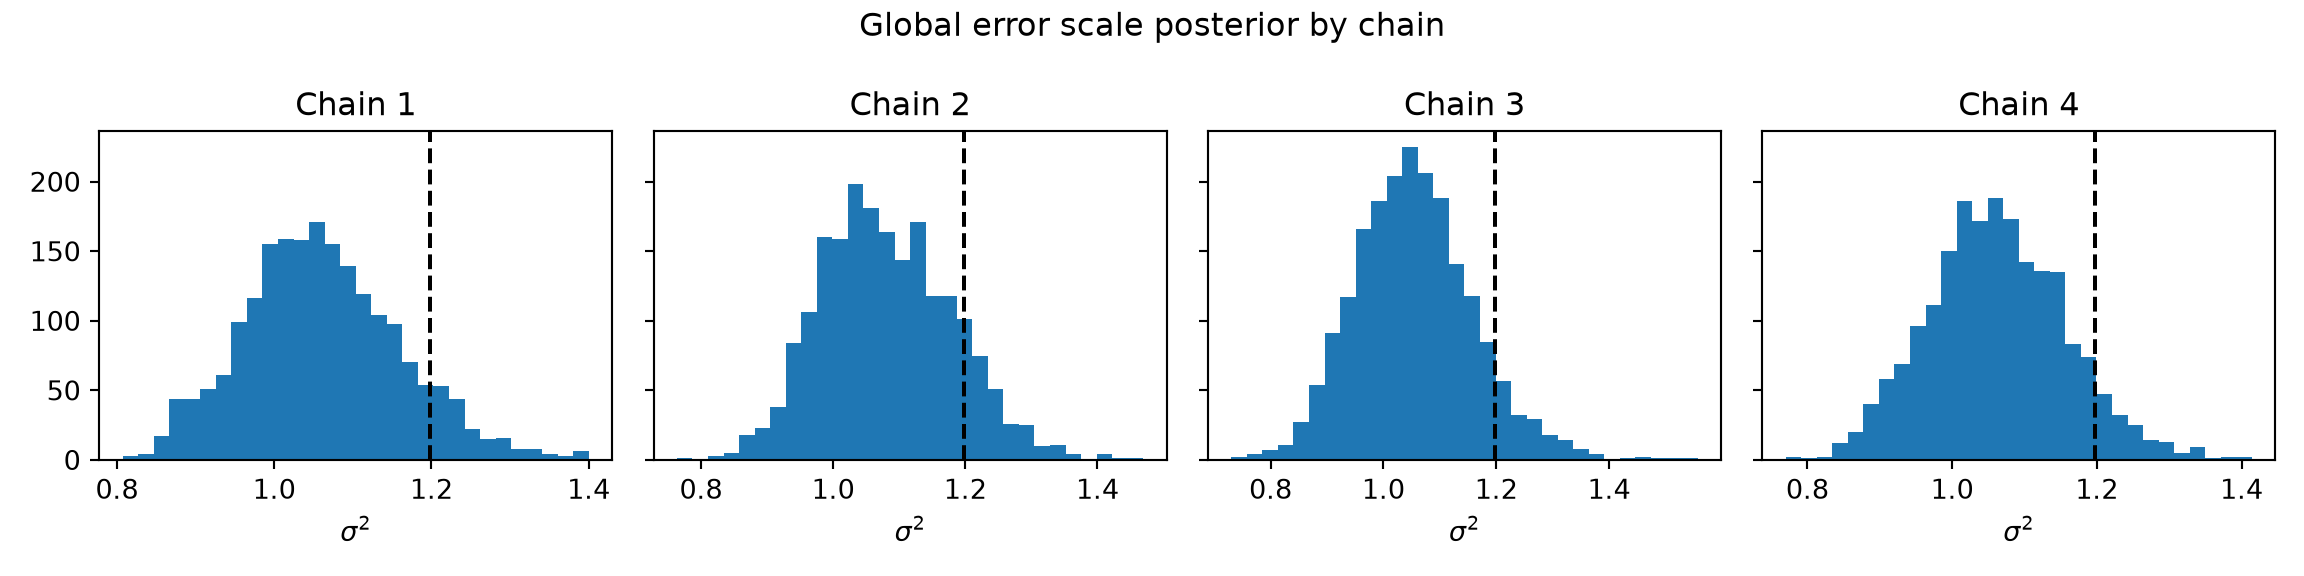 Global error scale posterior by chain
Chain 1 Chain 2 Chain 3 Chain 4
200
150
100
50
0
0.8 1.0 1.2 1.4 0.8 1.0 1.2 1.4 0.8 1.0 1.2 1.4 0.8 1.0 1.2 1.4
σ² σ² σ² σ²